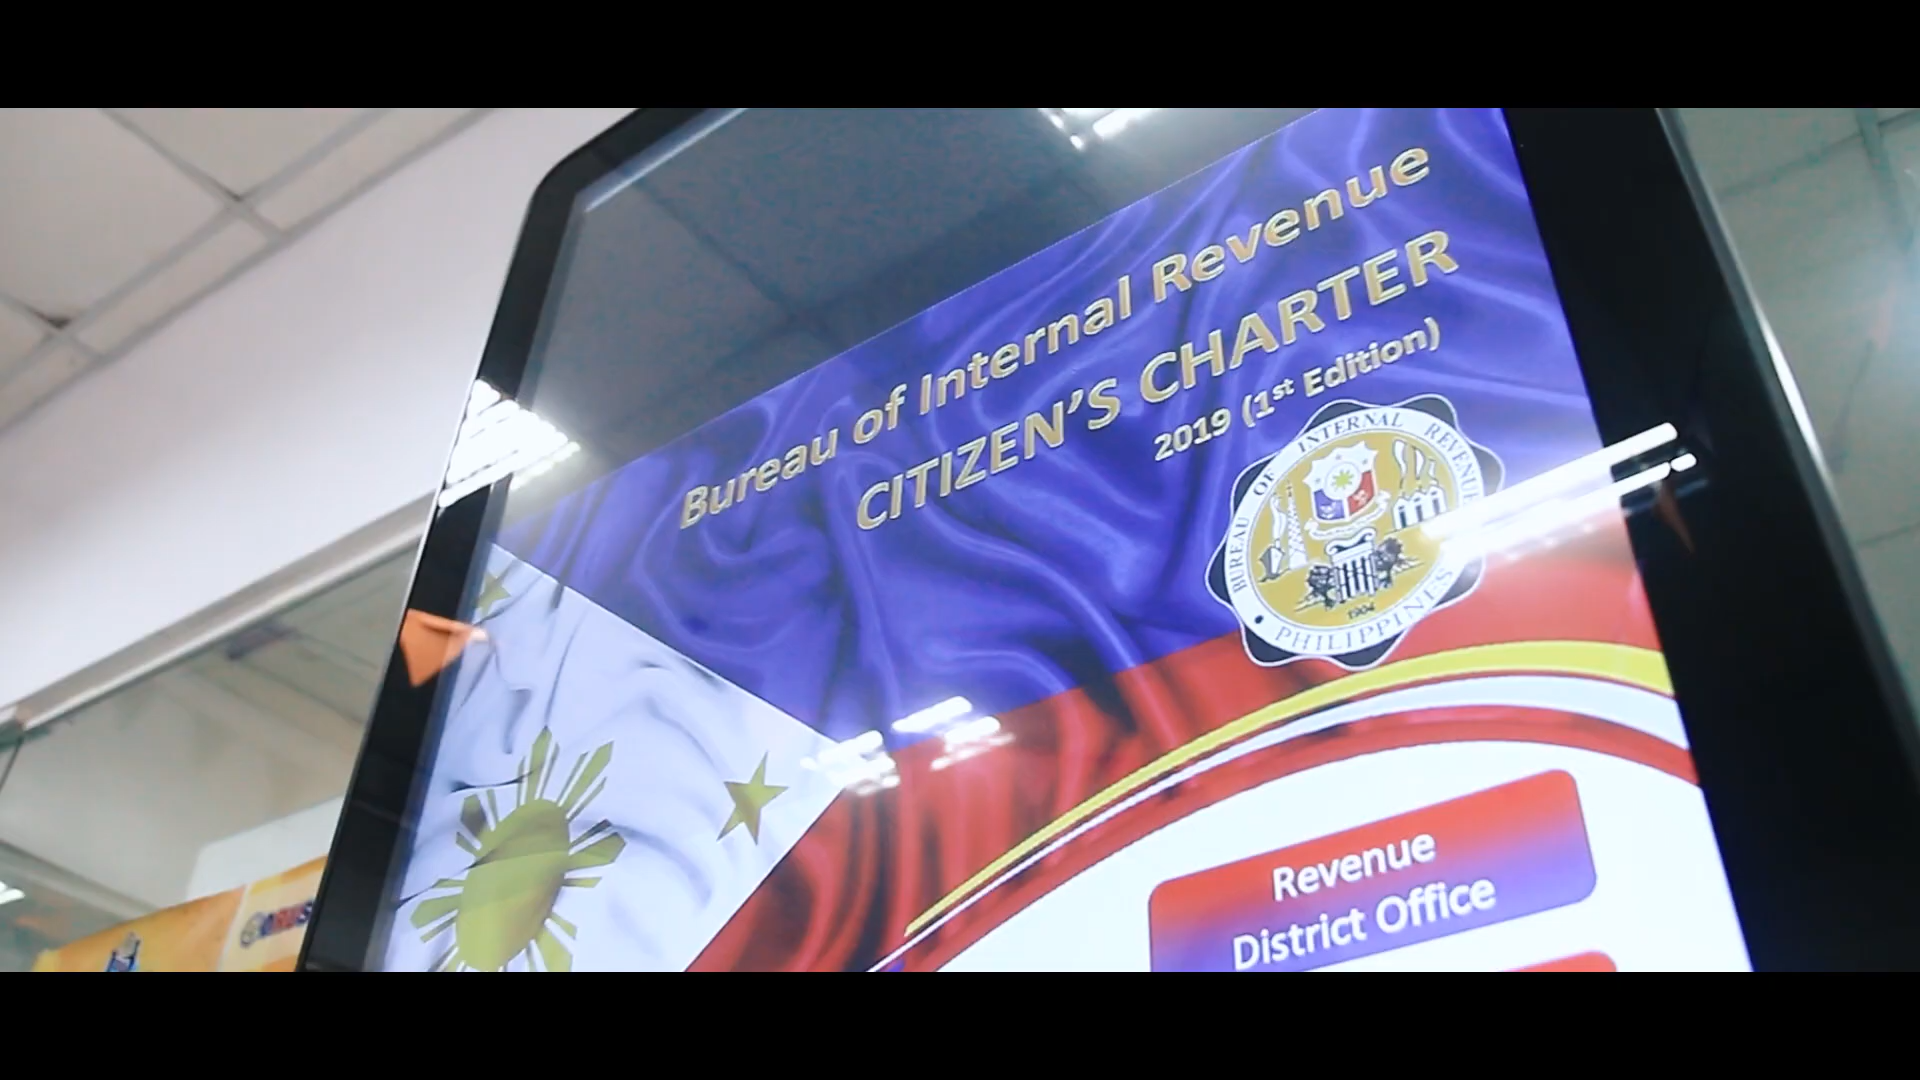 Bureau of Internal Revenue
CITIZEN'S CHARTER
2019 (1st Edition)
BUREAU OF INTERNAL REVENUE
1904
PHILIPPINES
Revenue
District Office